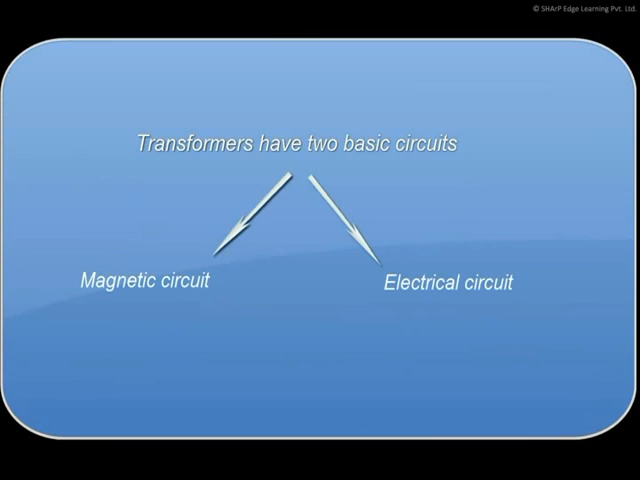 © SHArP Edge Learning Pvt. Ltd.
Transformers have two basic circuits
Magnetic circuit
Electrical circuit